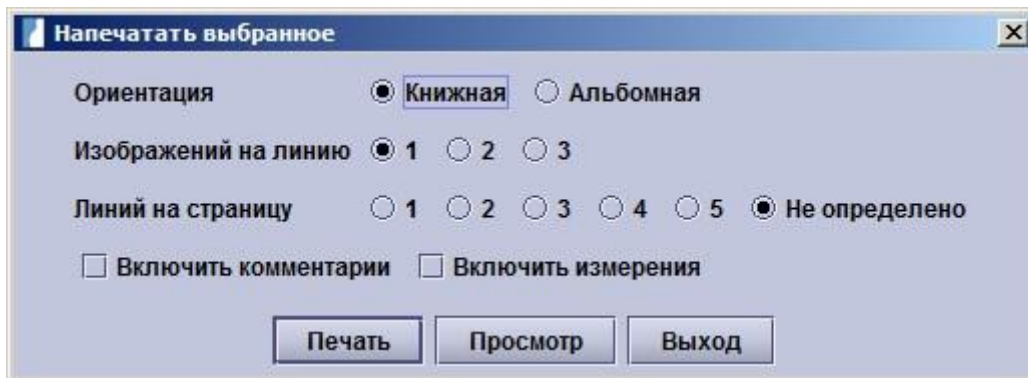 Напечатать выбранное
Ориентация Книжная Альбомная
Изображений на линию 1 2 3
Линий на страницу 1 2 3 4 5 Не определено
Включить комментарии Включить измерения
Печать Просмотр Выход